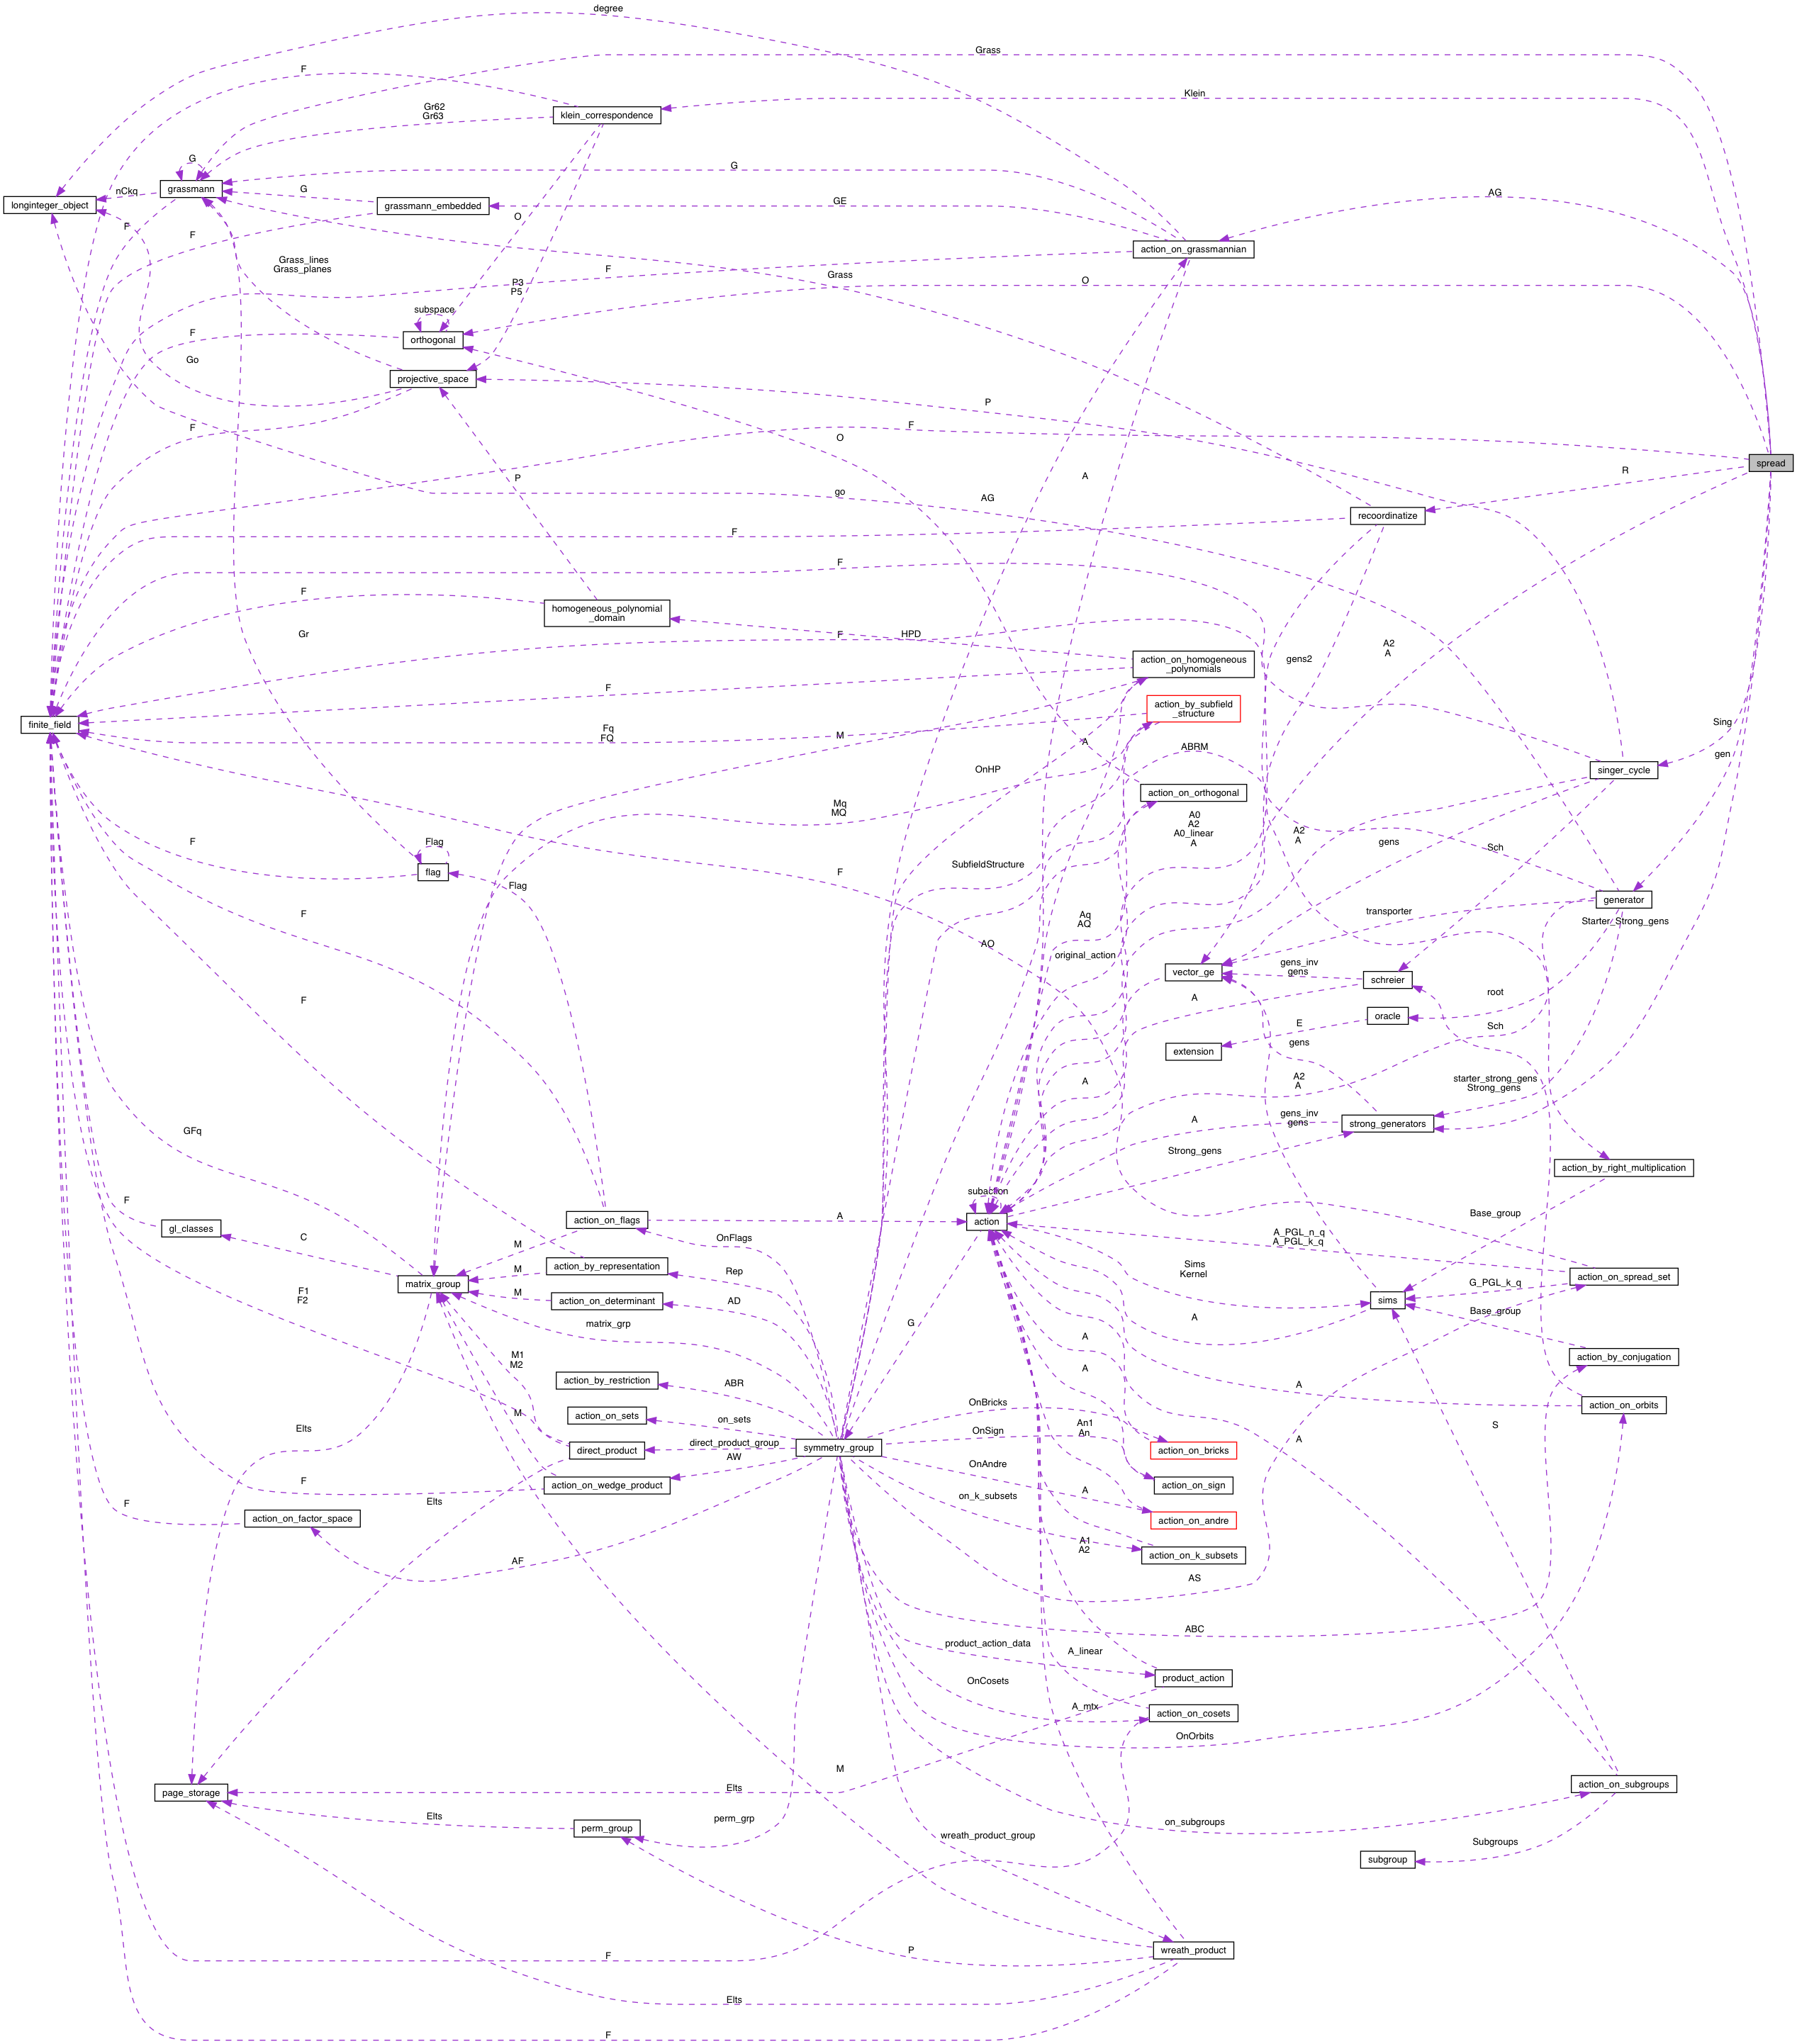 degree
Grass
F
Klein
Gr62
Gr63
klein_correspondence
G
G
grassmann
nCkq
G
AG
longinteger_object
grassmann_embedded
GE
O
F
F
action_on_grassmannian
Grass_lines
Grass_planes
F
Grass
P3
P5
O
subspace
orthogonal
F
Go
projective_space
P
F
F
O
A
spread
R
P
go
AG
recoordinatize
F
F
F
homogeneous_polynomial
_domain
Gr
F
HPD
A2
A
gens2
action_on_homogeneous
_polynomials
F
action_by_subfield
_structure
finite_field
Fq
FQ
M
A
ABRM
Sing
gen
OnHP
singer_cycle
action_on_orthogonal
Mq
MQ
A0
A2
A0_linear
A
A2
A
gens
Sch
F
Flag
flag
Flag
F
SubfieldStructure
generator
F
Aq
AQ
transporter
Starter_Strong_gens
AO
original_action
gens_inv
gens
vector_ge
schreier
F
A
root
oracle
E
Sch
extension
gens
A
A2
A
starter_strong_gens
Strong_gens
GFq
gens_inv
gens
A
strong_generators
Strong_gens
action_by_right_multiplication
subaction
F
gl_classes
action_on_flags
A
action
Base_group
C
M
OnFlags
A_PGL_n_q
A_PGL_k_q
matrix_group
M
action_by_representation
Rep
Sims
Kernel
action_on_spread_set
G_PGL_k_q
F1
F2
M
action_on_determinant
AD
sims
Base_group
matrix_grp
G
A
A
action_by_conjugation
M1
M2
A
action_by_restriction
ABR
A
action_on_orbits
M
action_on_sets
on_sets
OnBricks
An1
An
S
Elts
direct_product
direct_product_group
symmetry_group
OnSign
action_on_bricks
A
AW
F
action_on_wedge_product
OnAndre
action_on_sign
F
Elts
on_k_subsets
A
action_on_factor_space
action_on_andre
A1
A2
action_on_k_subsets
AF
AS
ABC
product_action_data
A_linear
product_action
OnCosets
A_mtx
action_on_cosets
OnOrbits
M
Elts
page_storage
action_on_subgroups
Elts
perm_grp
on_subgroups
perm_group
wreath_product_group
Subgroups
subgroup
P
wreath_product
F
Elts
F